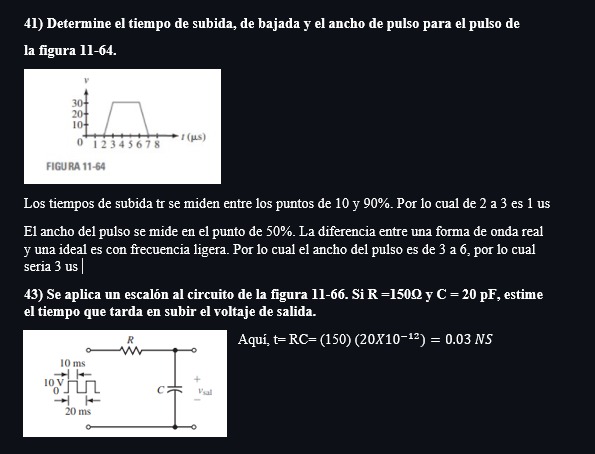 41) Determine el tiempo de subida, de bajada y el ancho de pulso para el pulso de
la figura 11-64.
v
30
20
10
0 1 2 3 4 5 6 7 8
t (μs)
FIGURA 11-64
Los tiempos de subida tr se miden entre los puntos de 10 y 90%. Por lo cual de 2 a 3 es 1 us
El ancho del pulso se mide en el punto de 50%. La diferencia entre una forma de onda real
y una ideal es con frecuencia ligera. Por lo cual el ancho del pulso es de 3 a 6, por lo cual
seria 3 us
43) Se aplica un escalón al circuito de la figura 11-66. Si R =150Ω y C = 20 pF, estime
el tiempo que tarda en subir el voltaje de salida.
Aquí, t= RC= (150) (20X10⁻¹²) = 0.03 NS
R
10 ms
10 V
0
20 ms
C
+
Vsal
−